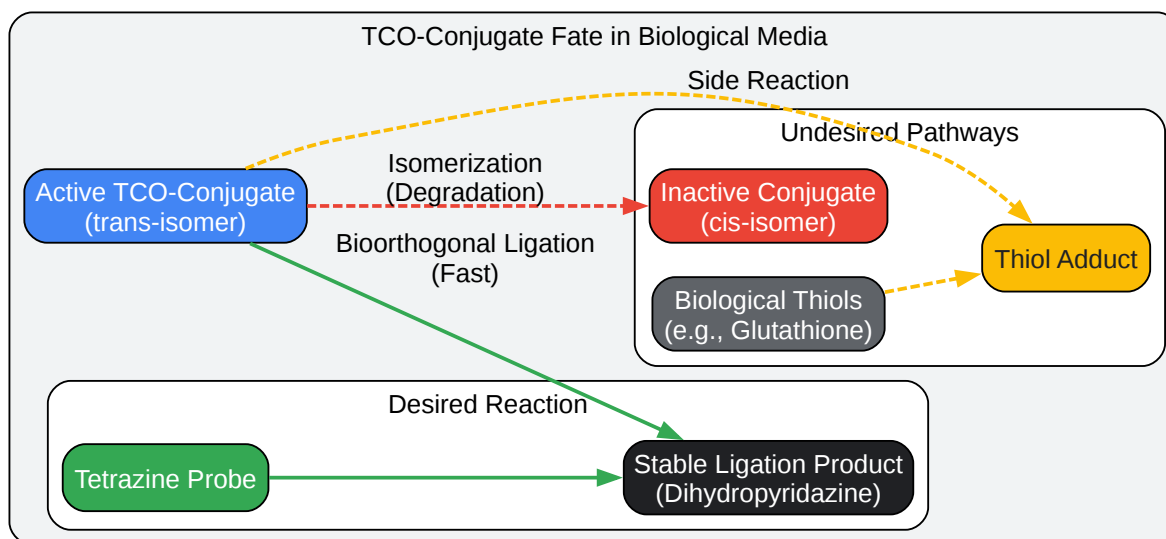 TCO-Conjugate Fate in Biological Media
Side Reaction
Undesired Pathways
Isomerization
(Degradation)
Active TCO-Conjugate
(trans-isomer)
Inactive Conjugate
(cis-isomer)
Bioorthogonal Ligation
(Fast)
Thiol Adduct
Biological Thiols
(e.g., Glutathione)
Desired Reaction
Tetrazine Probe
Stable Ligation Product
(Dihydropyridazine)